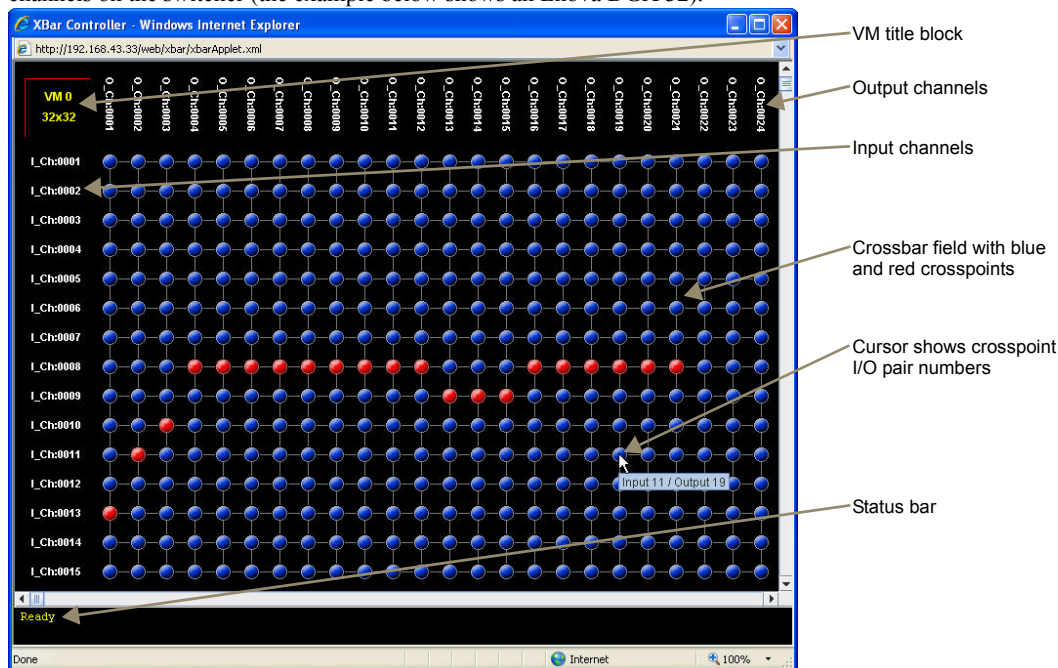 XBar Controller - Windows Internet Explorer
http://192.168.43.33/web/xbar/xbarApplet.xml
VM 0
32x32
O_Ch:0001
O_Ch:0002
O_Ch:0003
O_Ch:0004
O_Ch:0005
O_Ch:0006
O_Ch:0007
O_Ch:0008
O_Ch:0009
O_Ch:0010
O_Ch:0011
O_Ch:0012
O_Ch:0013
O_Ch:0014
O_Ch:0015
O_Ch:0016
O_Ch:0017
O_Ch:0018
O_Ch:0019
O_Ch:0020
O_Ch:0021
O_Ch:0022
O_Ch:0023
O_Ch:0024
I_Ch:0001
I_Ch:0002
I_Ch:0003
I_Ch:0004
I_Ch:0005
I_Ch:0006
I_Ch:0007
I_Ch:0008
I_Ch:0009
I_Ch:0010
I_Ch:0011
I_Ch:0012
I_Ch:0013
I_Ch:0014
I_Ch:0015
Input 11 / Output 19
Ready
Done
Internet
100%
VM title block
Output channels
Input channels
Crossbar field with blue
and red crosspoints
Cursor shows crosspoint
I/O pair numbers
Status bar